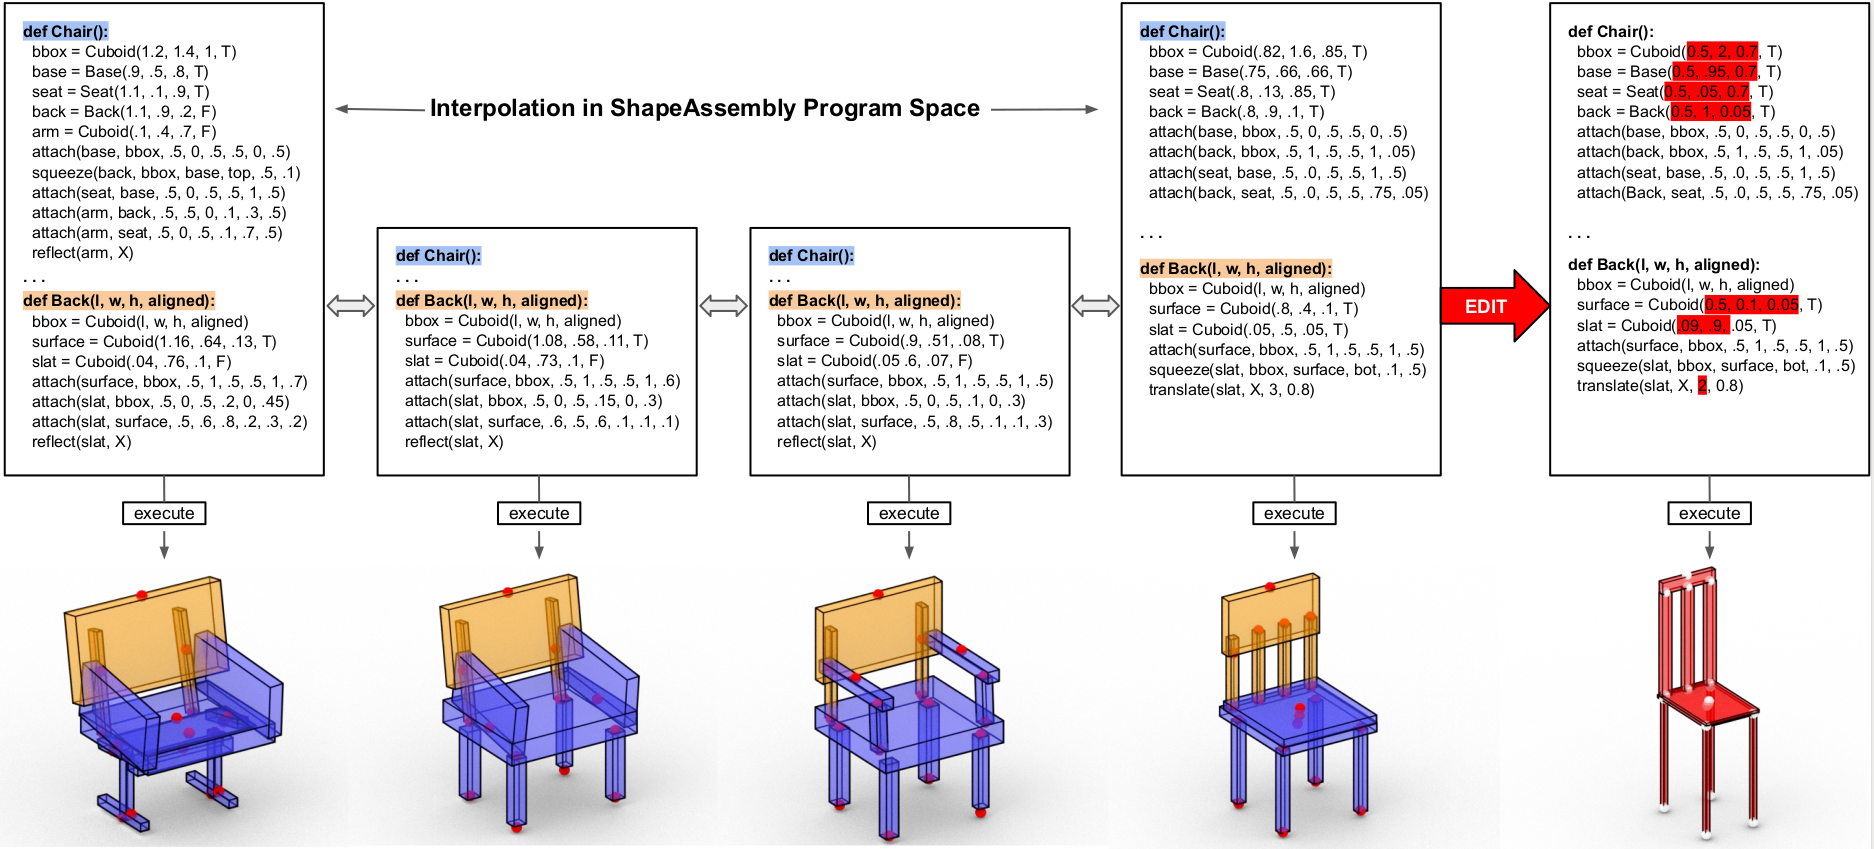 def Chair():
bbox = Cuboid(1.2, 1.4, 1, T)
base = Base(.9, .5, .8, T)
seat = Seat(1.1, .1, .9, T)
back = Back(1.1, .9, .2, F)
arm = Cuboid(.1, .4, .7, F)
attach(base, bbox, .5, 0, .5, .5, 0, .5)
squeeze(back, bbox, base, top, .5, .1)
attach(seat, base, .5, 0, .5, .5, 1, .5)
attach(arm, back, .5, .5, 0, .1, .3, .5)
attach(arm, seat, .5, 0, .5, .1, .7, .5)
reflect(arm, X)
. . .
def Back(l, w, h, aligned):
bbox = Cuboid(l, w, h, aligned)
surface = Cuboid(1.16, .64, .13, T)
slat = Cuboid(.04, .76, .1, F)
attach(surface, bbox, .5, 1, .5, .5, 1, .7)
attach(slat, bbox, .5, 0, .5, .2, 0, .45)
attach(slat, surface, .5, .6, .8, .2, .3, .2)
reflect(slat, X)
execute
Interpolation in ShapeAssembly Program Space
def Chair():
. . .
def Back(l, w, h, aligned):
bbox = Cuboid(l, w, h, aligned)
surface = Cuboid(1.08, .58, .11, T)
slat = Cuboid(.04, .73, .1, F)
attach(surface, bbox, .5, 1, .5, .5, 1, .6)
attach(slat, bbox, .5, 0, .5, .15, 0, .3)
attach(slat, surface, .6, .5, .6, .1, .1, .1)
reflect(slat, X)
execute
def Chair():
. . .
def Back(l, w, h, aligned):
bbox = Cuboid(l, w, h, aligned)
surface = Cuboid(.9, .51, .08, T)
slat = Cuboid(.05 .6, .07, F)
attach(surface, bbox, .5, 1, .5, .5, 1, .5)
attach(slat, bbox, .5, 0, .5, .1, 0, .3)
attach(slat, surface, .5, .8, .5, .1, .1, .3)
reflect(slat, X)
execute
def Chair():
bbox = Cuboid(.82, 1.6, .85, T)
base = Base(.75, .66, .66, T)
seat = Seat(.8, .13, .85, T)
back = Back(.8, .9, .1, T)
attach(base, bbox, .5, 0, .5, .5, 0, .5)
attach(back, bbox, .5, 1, .5, .5, 1, .05)
attach(seat, base, .5, .0, .5, .5, 1, .5)
attach(back, seat, .5, .0, .5, .5, .75, .05)
. . .
def Back(l, w, h, aligned):
bbox = Cuboid(l, w, h, aligned)
surface = Cuboid(.8, .4, .1, T)
slat = Cuboid(.05, .5, .05, T)
attach(surface, bbox, .5, 1, .5, .5, 1, .5)
squeeze(slat, bbox, surface, bot, .1, .5)
translate(slat, X, 3, 0.8)
execute
EDIT
def Chair():
bbox = Cuboid(0.5, 2, 0.7, T)
base = Base(0.5, .95, 0.7, T)
seat = Seat(0.5, .05, 0.7, T)
back = Back(0.5, 1, 0.05, T)
attach(base, bbox, .5, 0, .5, .5, 0, .5)
attach(back, bbox, .5, 1, .5, .5, 1, .05)
attach(seat, base, .5, .0, .5, .5, 1, .5)
attach(Back, seat, .5, .0, .5, .5, .75, .05)
. . .
def Back(l, w, h, aligned):
bbox = Cuboid(l, w, h, aligned)
surface = Cuboid(0.5, 0.1, 0.05, T)
slat = Cuboid(.09, .9, .05, T)
attach(surface, bbox, .5, 1, .5, .5, 1, .5)
squeeze(slat, bbox, surface, bot, .1, .5)
translate(slat, X, 2, 0.8)
execute